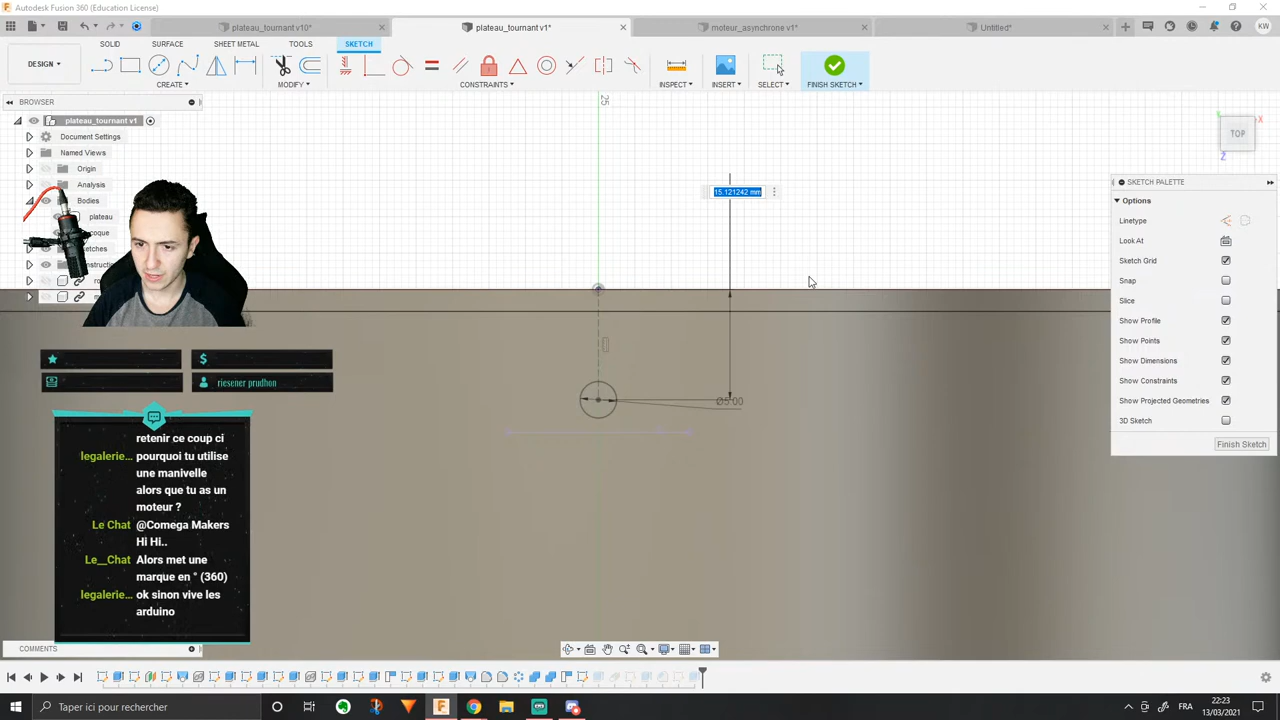 Autodesk Fusion 360 (Education License)
plateau_tournant v10*
plateau_tournant v1*
moteur_asynchrone v1*
Untitled*
KW
DESIGN
SOLID
SURFACE
SHEET METAL
TOOLS
SKETCH
CREATE
MODIFY
CONSTRAINTS
INSPECT
INSERT
SELECT
FINISH SKETCH
BROWSER
plateau_tournant v1
Document Settings
Named Views
Origin
Analysis
Bodies
plateau
25
15.121242 mm
Ø5.00
TOP
X
Z
SKETCH PALETTE
Options
Linetype
Look At
Sketch Grid
Snap
Slice
Show Profile
Show Points
Show Dimensions
Show Constraints
Show Projected Geometries
3D Sketch
Finish Sketch
$
riesener prudhon
retenir ce coup ci
legalerie... pourquoi tu utilise
une manivelle
alors que tu as un
moteur ?
Le Chat @Comega Makers
Hi Hi..
Le__Chat Alors met une
marque en ° (360)
legalerie... ok sinon vive les
arduino
COMMENTS
Taper ici pour rechercher
FRA
22:23
13/03/2021